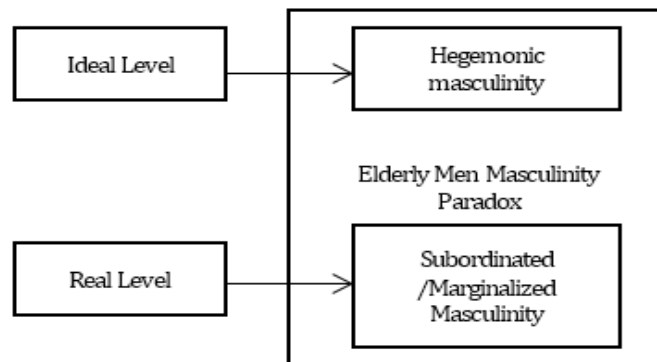 Ideal Level
Hegemonic
masculinity
Elderly Men Masculinity
Paradox
Real Level
Subordinated
/Marginalized
Masculinity